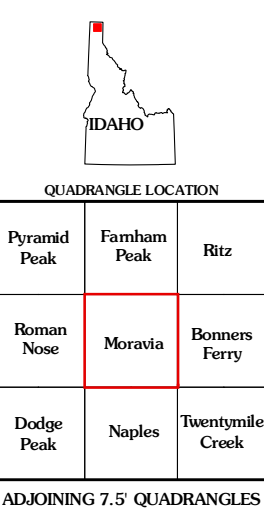 IDAHO
QUADRANGLE LOCATION
Pyramid
Peak
Farnham
Peak
Ritz
Roman
Nose
Moravia
Bonners
Ferry
Dodge
Peak
Naples
Twentymile
Creek
ADJOINING 7.5' QUADRANGLES